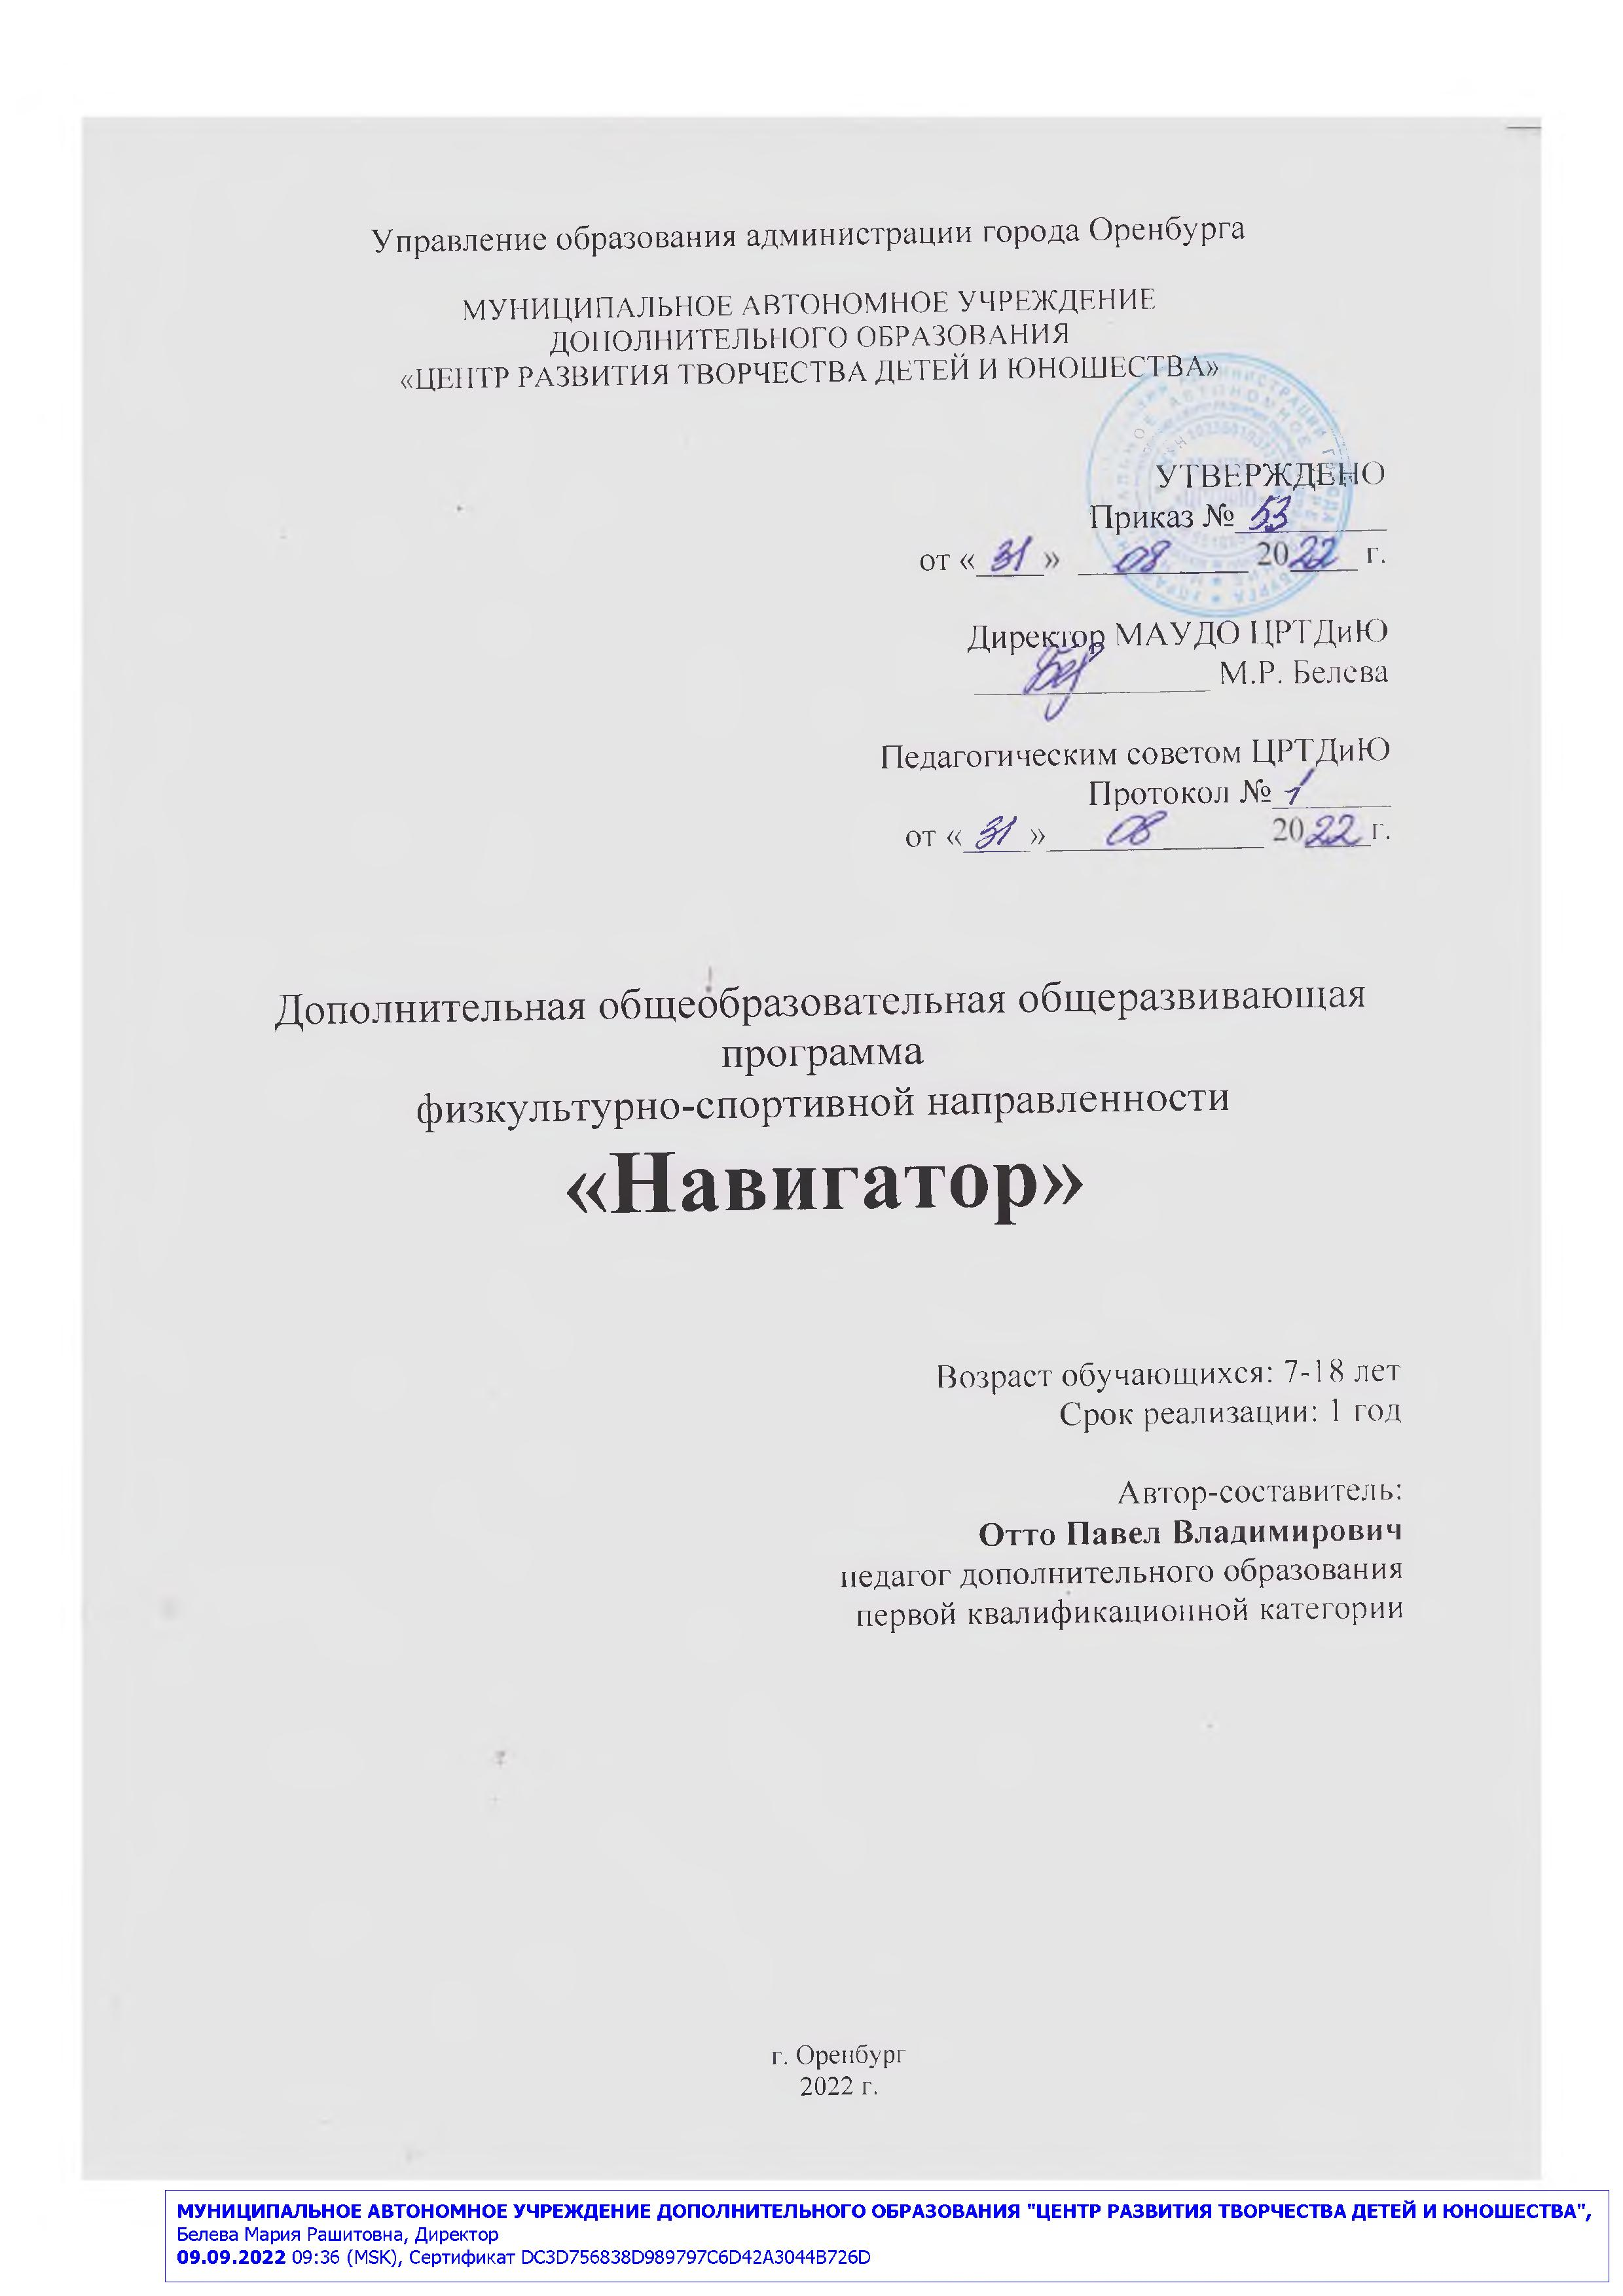 Управление образования администрации города Оренбурга
МУНИЦИПАЛЬНОЕ АВТОНОМНОЕ УЧРЕЖДЕНИЕ
ДОПОЛНИТЕЛЬНОГО ОБРАЗОВАНИЯ
«ЦЕНТР РАЗВИТИЯ ТВОРЧЕСТВА ДЕТЕЙ И ЮНОШЕСТВА»
УТВЕРЖДЕНО
Приказ № 53
от « 31 » 08 2022 г.
Директор МАУДО ЦРТДиЮ
М.Р. Белева
Педагогическим советом ЦРТДиЮ
Протокол № 1
от « 31 » 08 2022 г.
Дополнительная общеобразовательная общеразвивающая
программа
физкультурно-спортивной направленности
«Навигатор»
Возраст обучающихся: 7-18 лет
Срок реализации: 1 год
Автор-составитель:
Отто Павел Владимирович
педагог дополнительного образования
первой квалификационной категории
г. Оренбург
2022 г.
МУНИЦИПАЛЬНОЕ АВТОНОМНОЕ УЧРЕЖДЕНИЕ ДОПОЛНИТЕЛЬНОГО ОБРАЗОВАНИЯ "ЦЕНТР РАЗВИТИЯ ТВОРЧЕСТВА ДЕТЕЙ И ЮНОШЕСТВА",
Белева Мария Рашитовна, Директор
09.09.2022 09:36 (MSK), Сертификат DC3D756838D989797C6D42A3044B726D